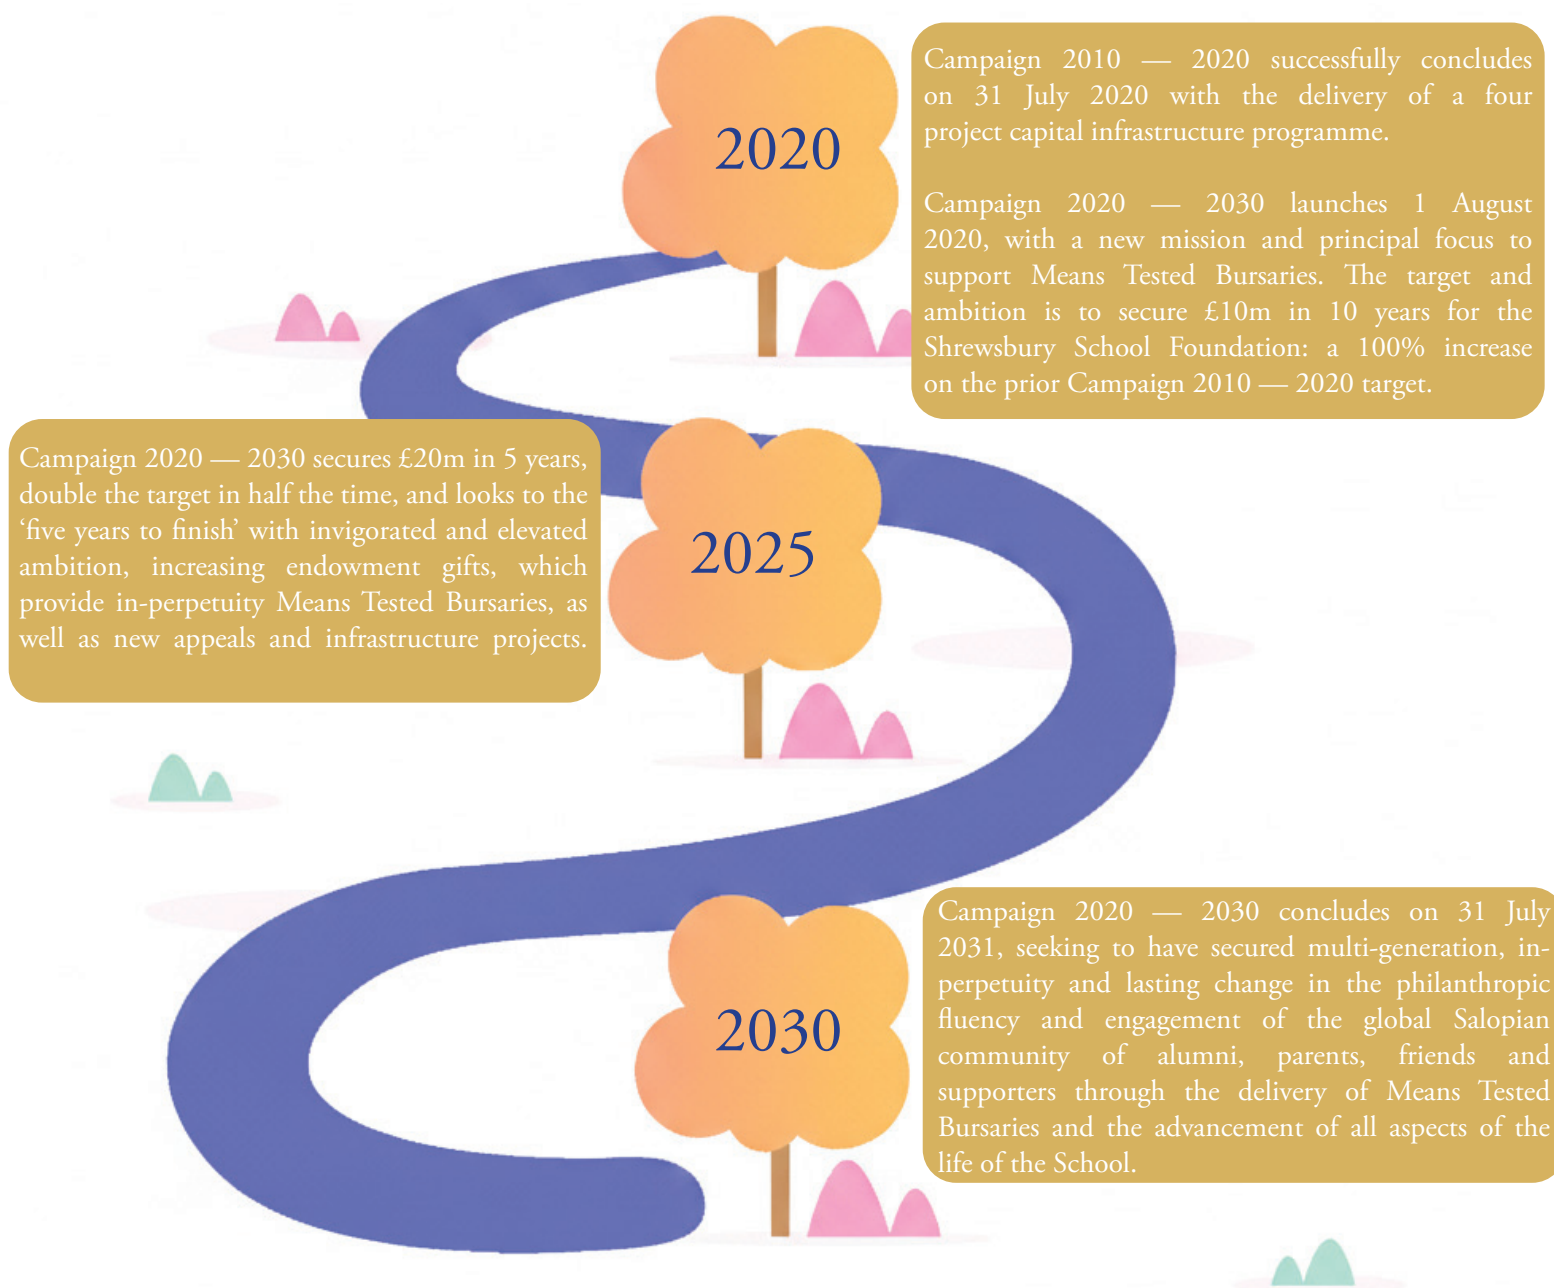 2020
Campaign 2010 — 2020 successfully concludes
on 31 July 2020 with the delivery of a four
project capital infrastructure programme.
Campaign 2020 — 2030 launches 1 August
2020, with a new mission and principal focus to
support Means Tested Bursaries. The target and
ambition is to secure £10m in 10 years for the
Shrewsbury School Foundation: a 100% increase
on the prior Campaign 2010 — 2020 target.
2025
Campaign 2020 — 2030 secures £20m in 5 years,
double the target in half the time, and looks to the
‘five years to finish’ with invigorated and elevated
ambition, increasing endowment gifts, which
provide in-perpetuity Means Tested Bursaries, as
well as new appeals and infrastructure projects.
2030
Campaign 2020 — 2030 concludes on 31 July
2031, seeking to have secured multi-generation, in-
perpetuity and lasting change in the philanthropic
fluency and engagement of the global Salopian
community of alumni, parents, friends and
supporters through the delivery of Means Tested
Bursaries and the advancement of all aspects of the
life of the School.